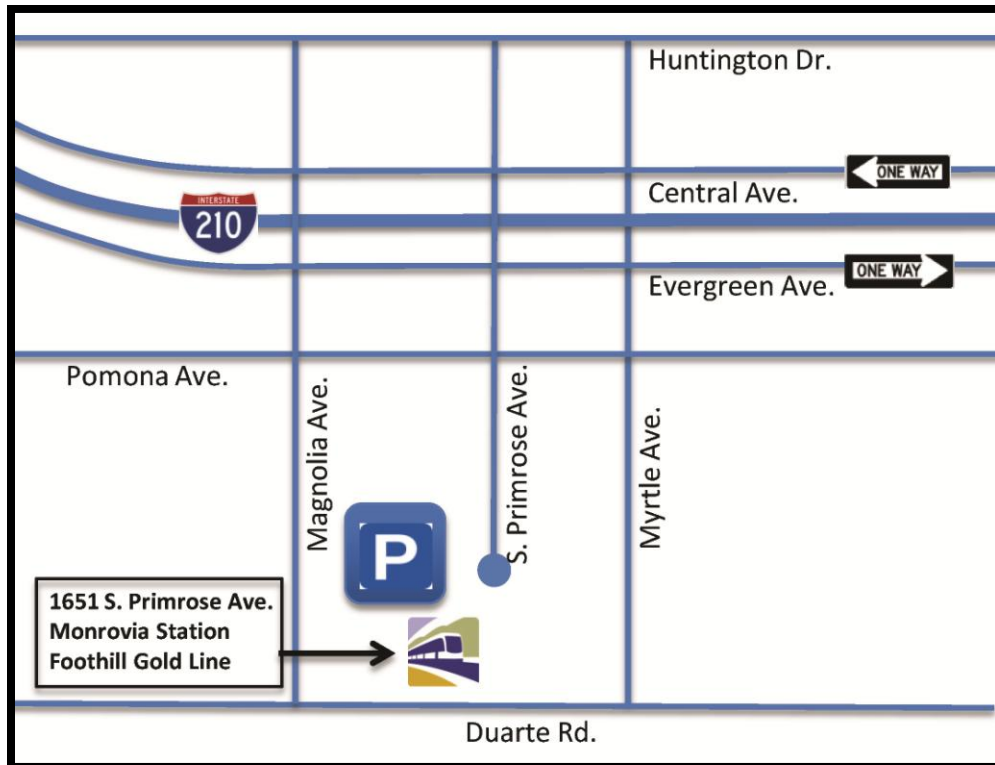 Huntington Dr.
ONE WAY
Central Ave.
INTERSTATE
210
ONE WAY
Evergreen Ave.
Pomona Ave.
Magnolia Ave.
S. Primrose Ave.
Myrtle Ave.
P
1651 S. Primrose Ave.
Monrovia Station
Foothill Gold Line
Duarte Rd.